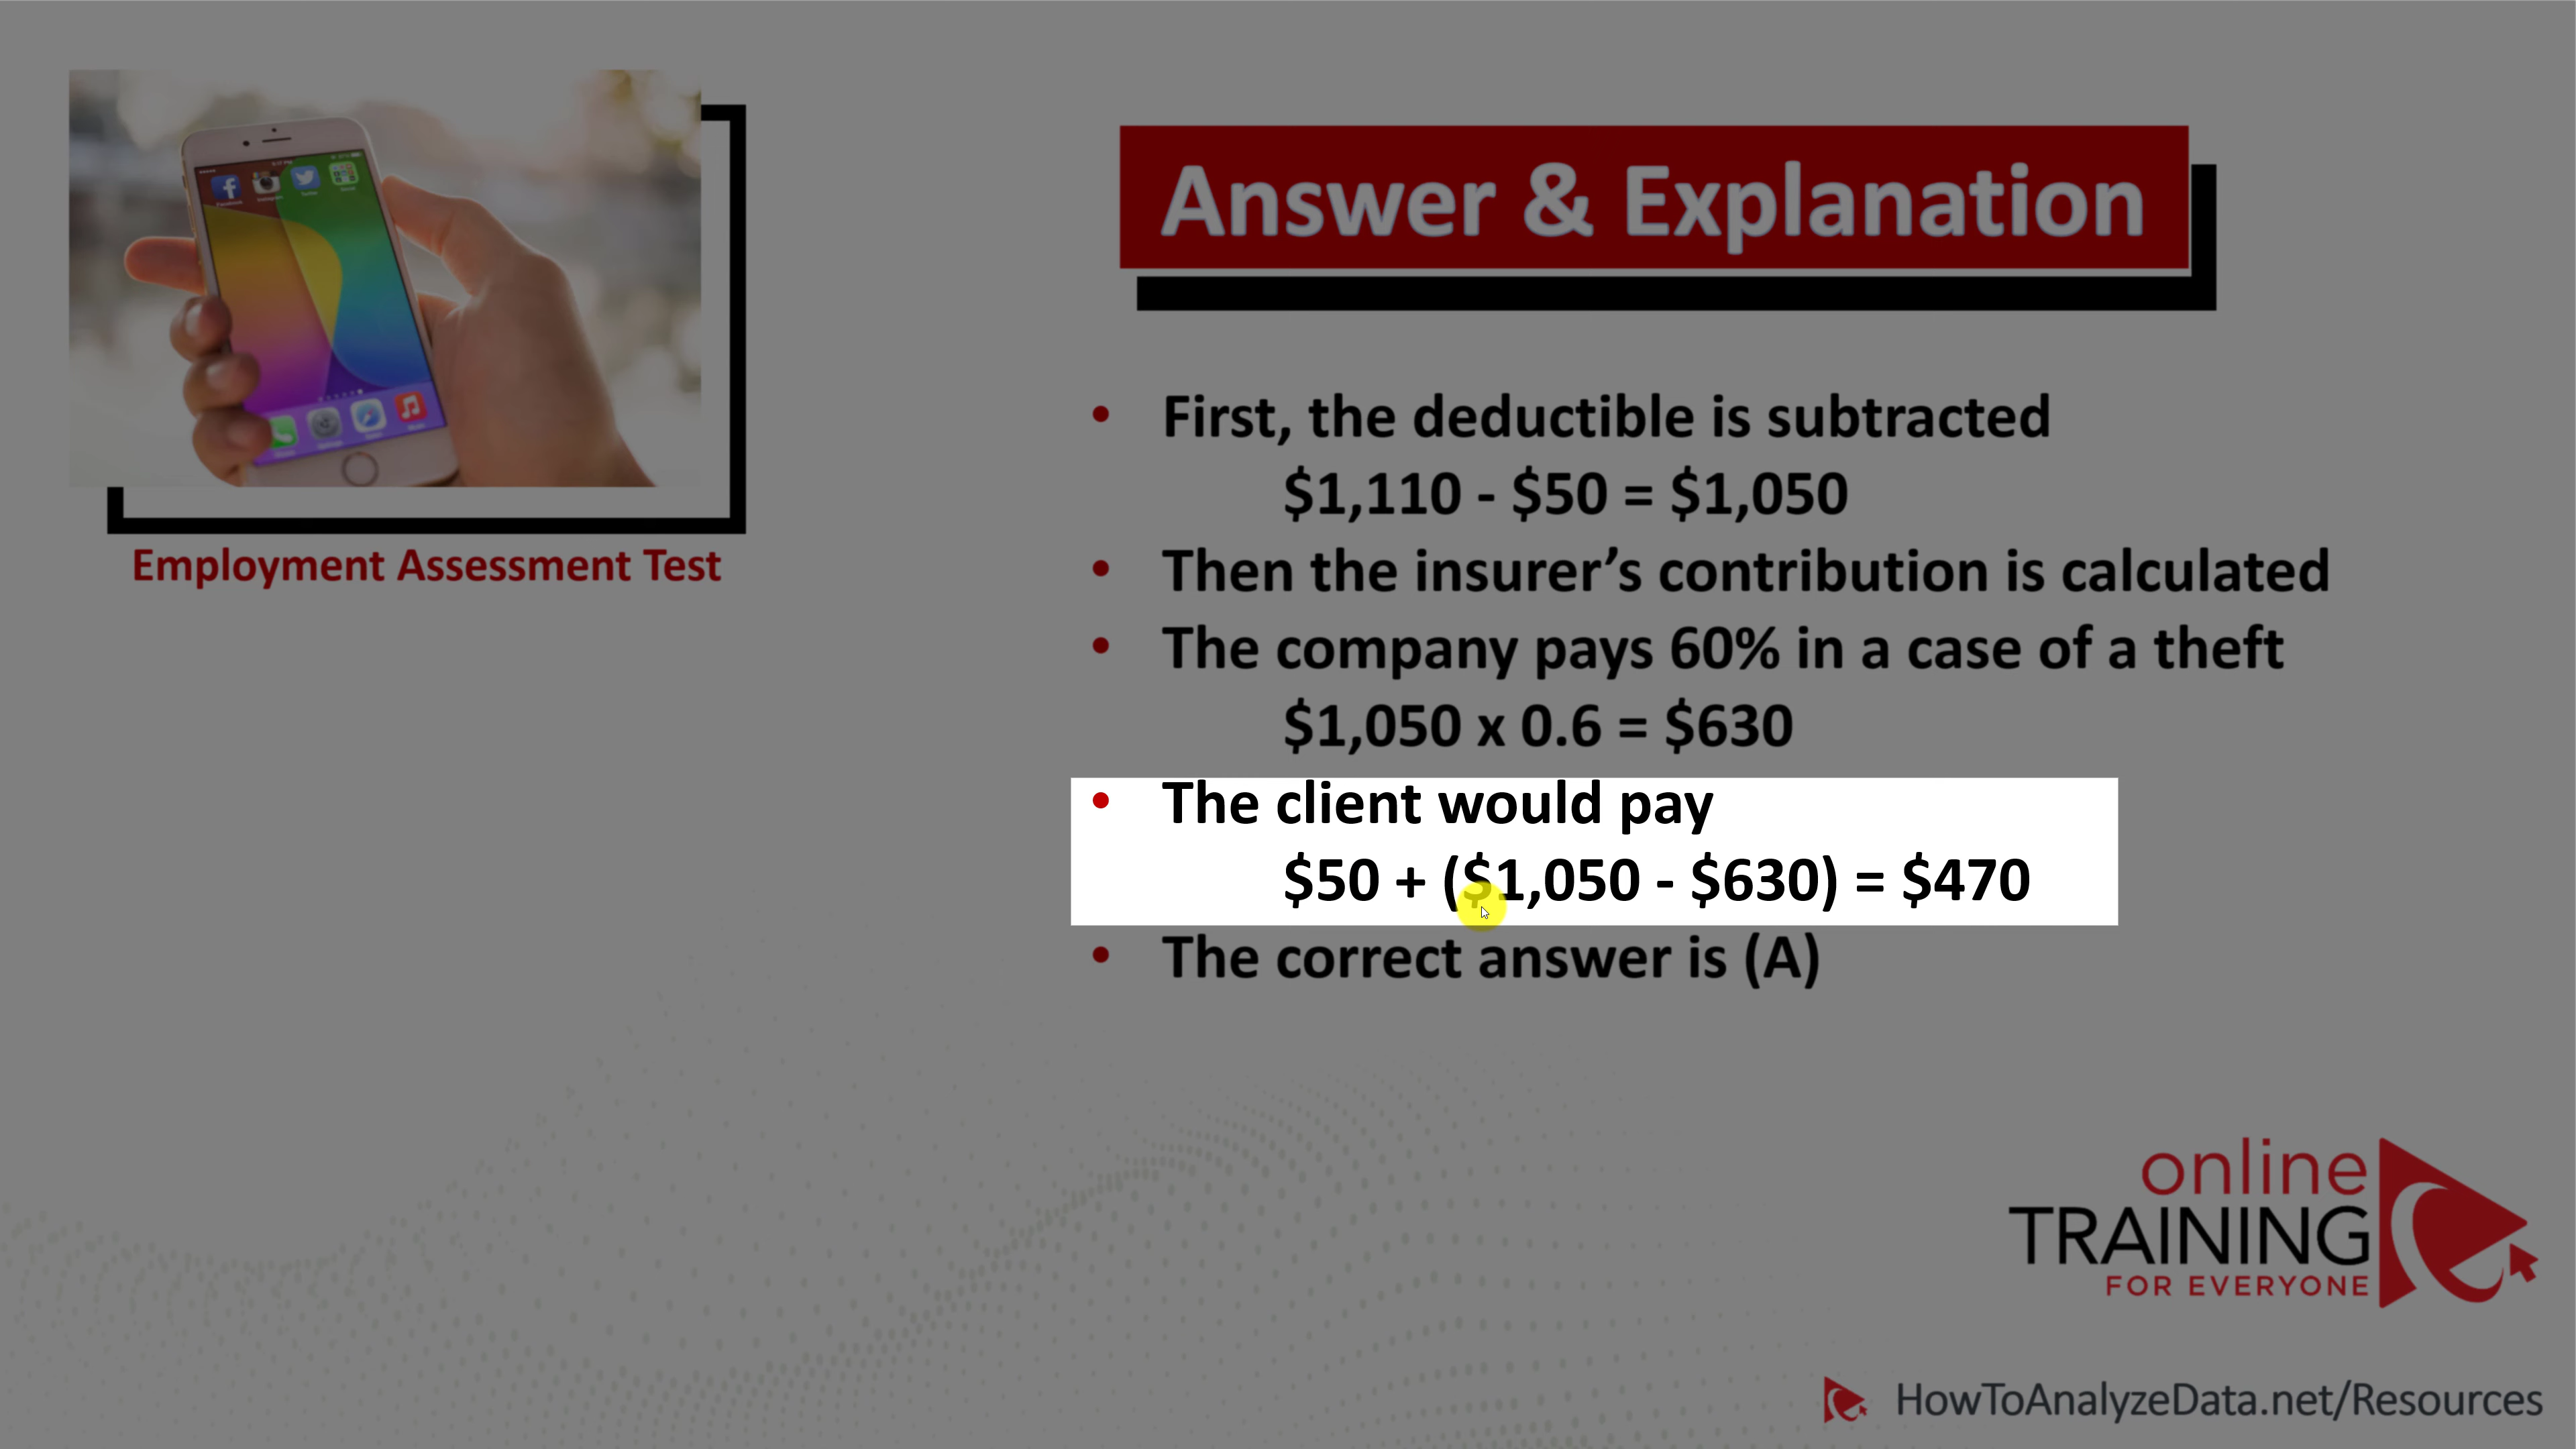 Answer & Explanation
• First, the deductible is subtracted
$1,110 - $50 = $1,050
• Then the insurer’s contribution is calculated
• The company pays 60% in a case of a theft
$1,050 x 0.6 = $630
• The client would pay
$50 + ($1,050 - $630) = $470
• The correct answer is (A)
Employment Assessment Test
online
TRAINING
FOR EVERYONE
HowToAnalyzeData.net/Resources